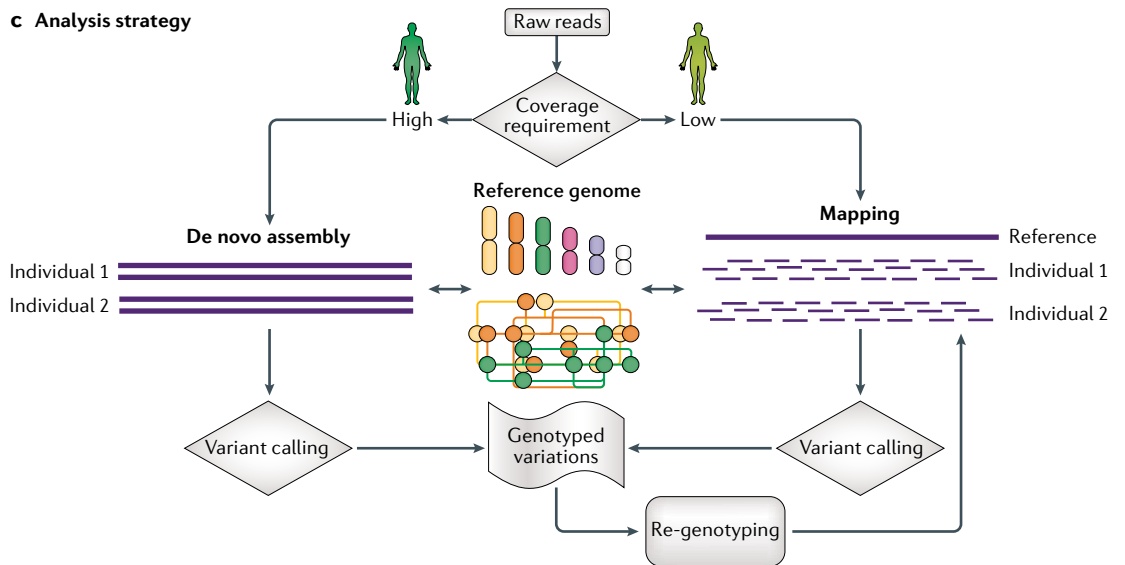 c Analysis strategy
Raw reads
Coverage
requirement
High
Low
Reference genome
De novo assembly
Mapping
Individual 1
Individual 2
Reference
Individual 1
Individual 2
Variant calling
Genotyped
variations
Variant calling
Re-genotyping